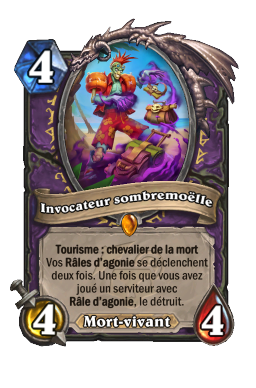 4
Invocateur sombremoëlle
Tourisme : chevalier de la mort
Vos Râles d'agonie se déclenchent
deux fois. Une fois que vous avez
joué un serviteur avec
Râle d'agonie, le détruit.
4
Mort-vivant
4